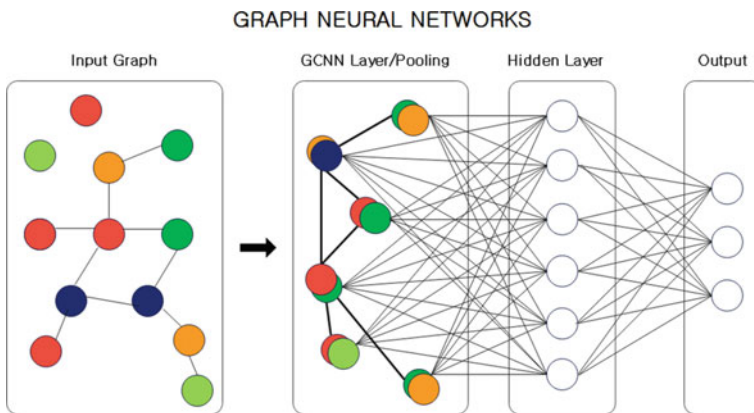 GRAPH NEURAL NETWORKS
Input Graph
GCNN Layer/Pooling
Hidden Layer
Output